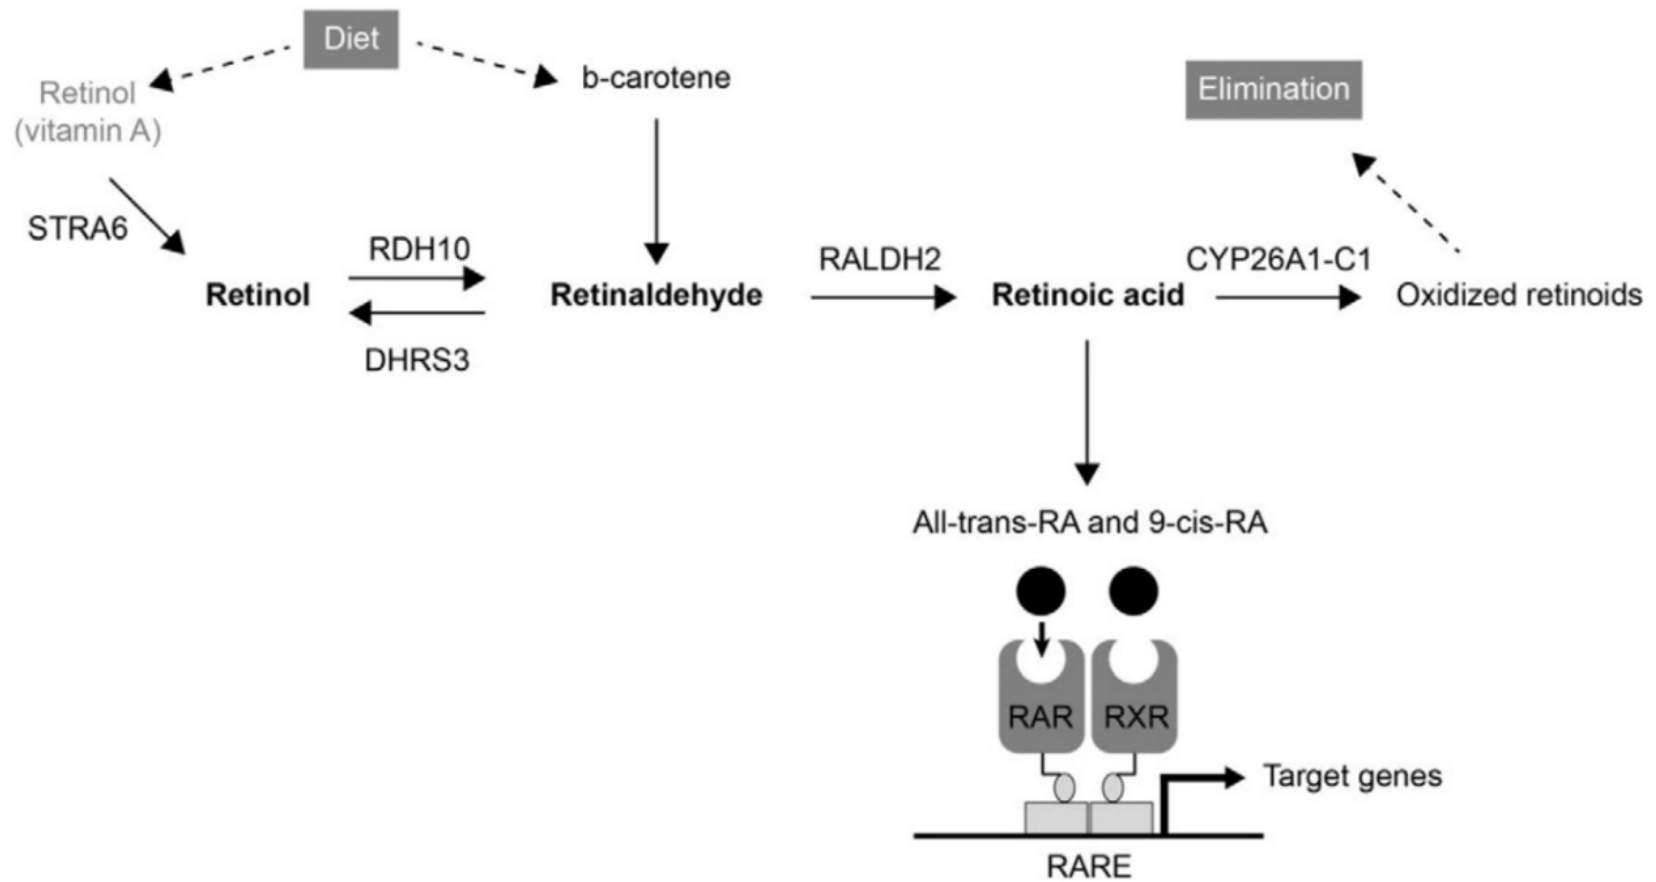 Diet
Retinol
(vitamin A)
b-carotene
Elimination
STRA6
RDH10
RALDH2
CYP26A1-C1
Retinol
Retinaldehyde
Retinoic acid
Oxidized retinoids
DHRS3
All-trans-RA and 9-cis-RA
RAR
RXR
Target genes
RARE